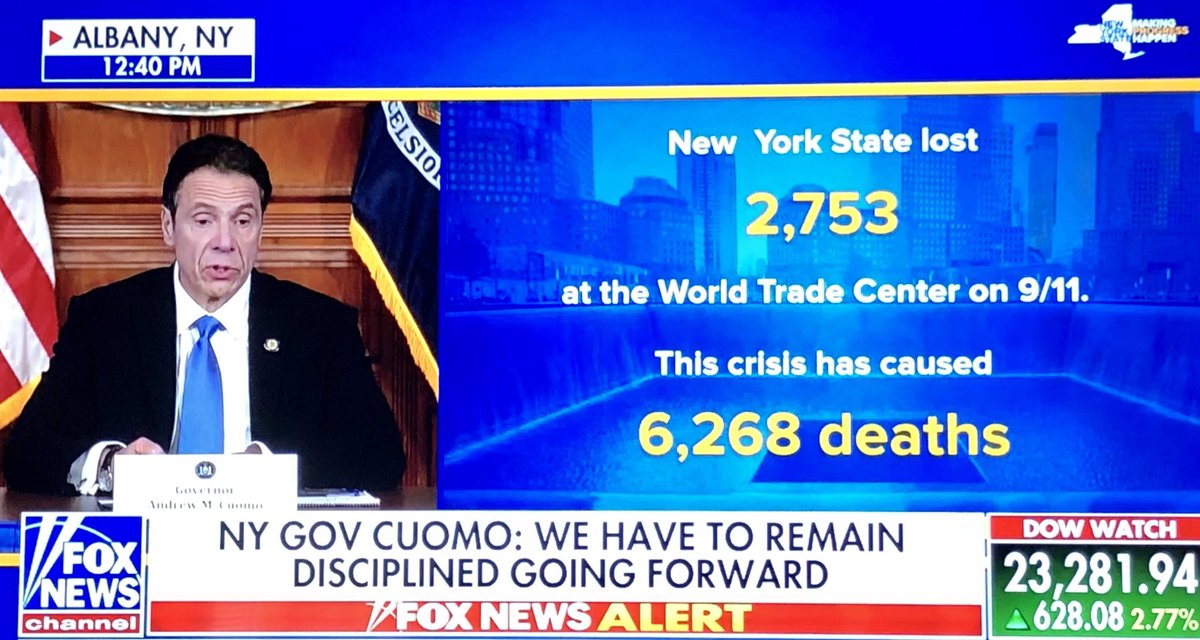 ALBANY, NY
12:40 PM
NEW YORK STATE
MAKING PROGRESS HAPPEN
CELSIO
New York State lost
2,753
at the World Trade Center on 9/11.
This crisis has caused
6,268 deaths
Governor
Andrew M. Cuomo
NY GOV CUOMO: WE HAVE TO REMAIN
DISCIPLINED GOING FORWARD
FOX NEWS ALERT
FOX
NEWS
channel
DOW WATCH
23,281.94
628.08 2.77%